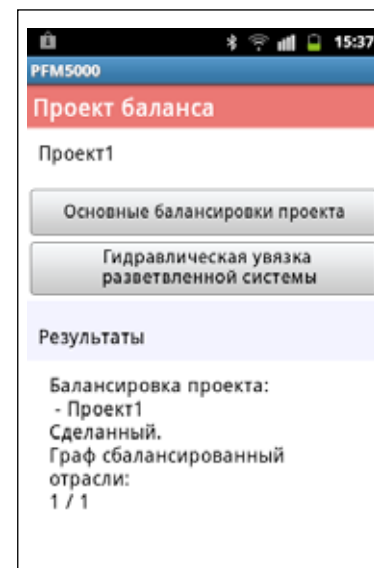 15:37
PFM5000
Проект баланса
Проект1
Основные балансировки проекта
Гидравлическая увязка
разветвленной системы
Результаты
Балансировка проекта:
- Проект1
Сделанный.
Граф сбалансированный
отрасли:
1 / 1